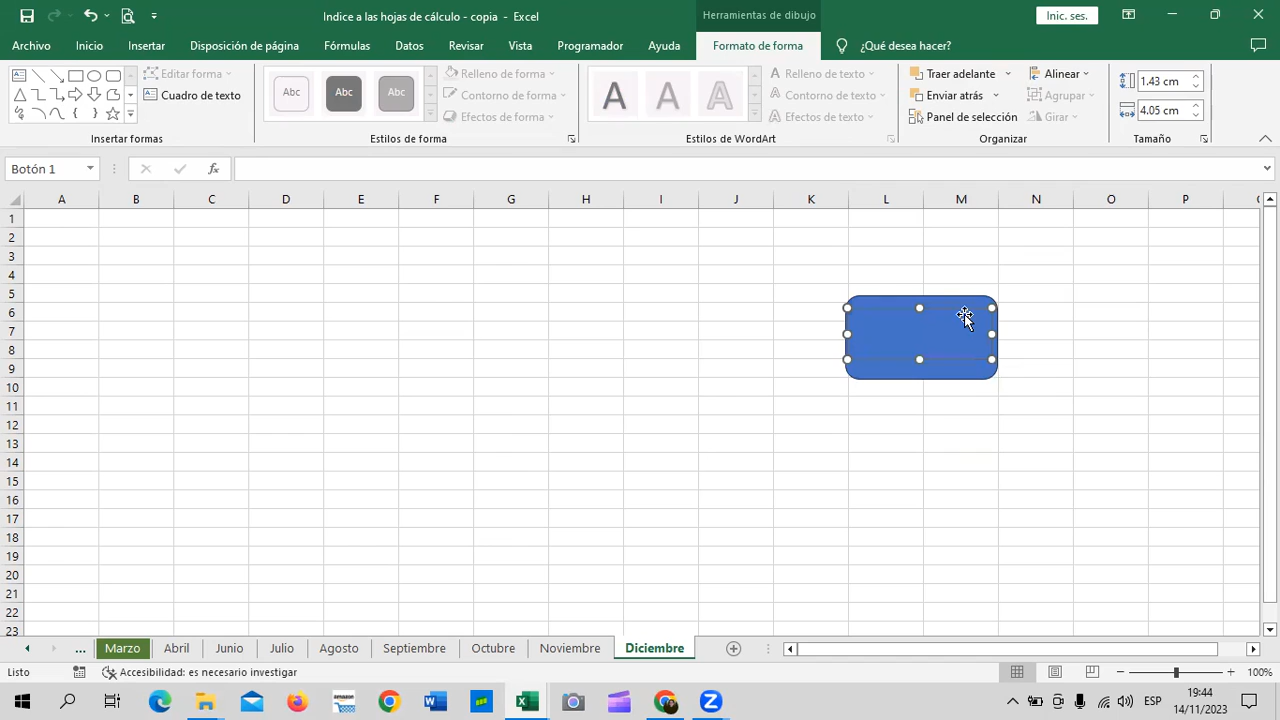 Indice a las hojas de cálculo - copia - Excel
Herramientas de dibujo
Inic. ses.
Archivo Inicio Insertar Disposición de página Fórmulas Datos Revisar Vista Programador Ayuda Formato de forma ¿Qué desea hacer?
Editar forma
Cuadro de texto
Insertar formas
Abc Abc Abc
Relleno de forma
Contorno de forma
Efectos de forma
Estilos de forma
A A A
Relleno de texto
Contorno de texto
Efectos de texto
Estilos de WordArt
Traer adelante
Enviar atrás
Panel de selección
Alinear
Agrupar
Girar
Organizar
1.43 cm
4.05 cm
Tamaño
Botón 1
fx
A B C D E F G H I J K L M N O P
1
2
3
4
5
6
7
8
9
10
11
12
13
14
15
16
17
18
19
20
21
22
23
... Marzo Abril Junio Julio Agosto Septiembre Octubre Noviembre Diciembre
Listo Accesibilidad: es necesario investigar 100%
amazon
ESP
19:44
14/11/2023